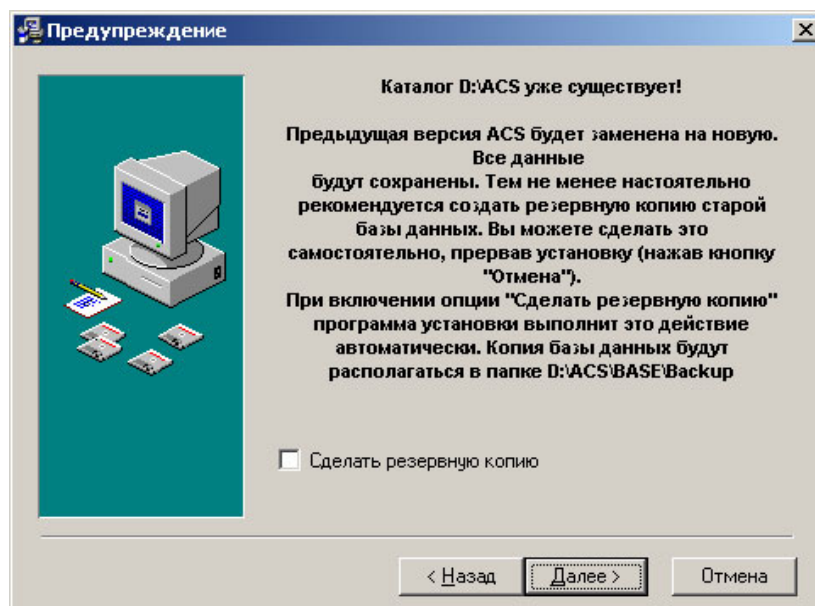 Предупреждение
Каталог D:\ACS уже существует!
Предыдущая версия ACS будет заменена на новую.
Все данные
будут сохранены. Тем не менее настоятельно
рекомендуется создать резервную копию старой
базы данных. Вы можете сделать это
самостоятельно, прервав установку (нажав кнопку
"Отмена").
При включении опции "Сделать резервную копию"
программа установки выполнит это действие
автоматически. Копия базы данных будут
располагаться в папке D:\ACS\BASE\Backup
Сделать резервную копию
< Назад
Далее >
Отмена